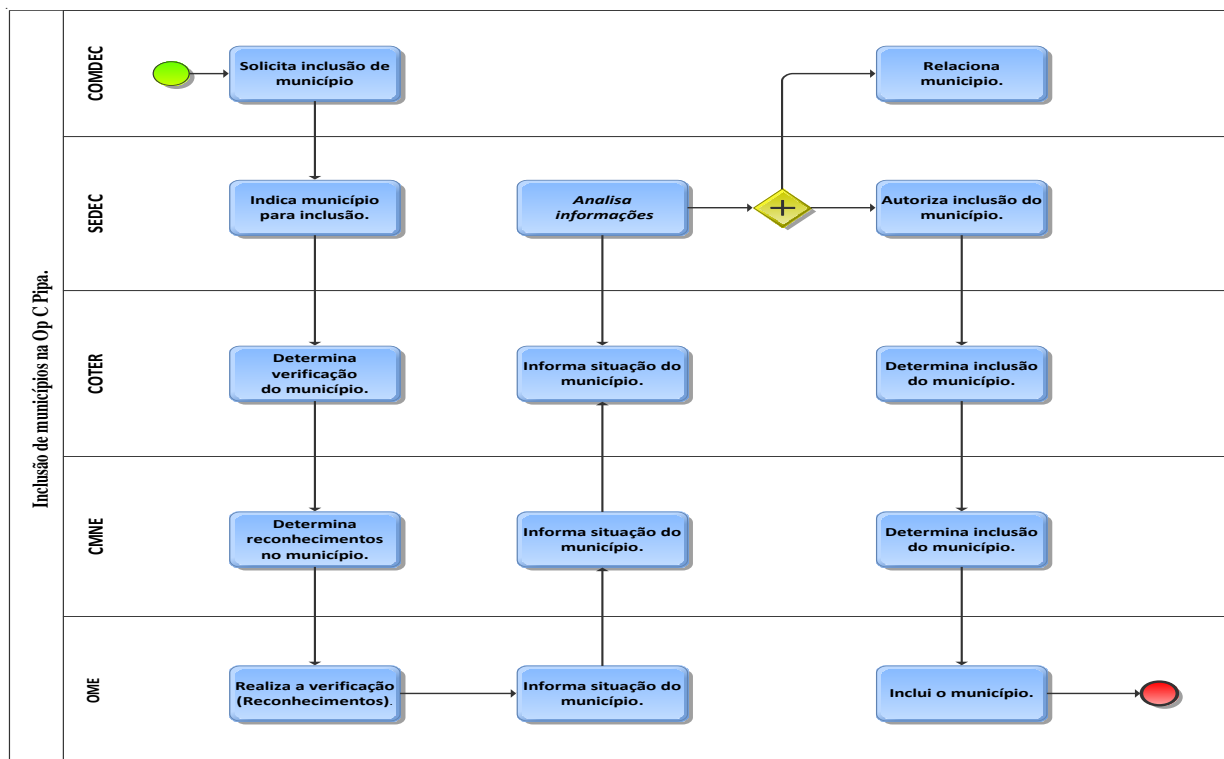 Inclusão de municípios na Op C Pipa.
COMDEC
Solicita inclusão de
município
Relaciona
municipio.
SEDEC
Indica município
para inclusão.
Analisa
informações
Autoriza inclusão do
município.
COTER
Determina
verificação
do município.
Informa situação do
município.
Determina inclusão
do município.
CMNE
Determina
reconhecimentos
no município.
Informa situação do
município.
Determina inclusão
do município.
OME
Realiza a verificação
(Reconhecimentos).
Informa situação do
município.
Inclui o município.